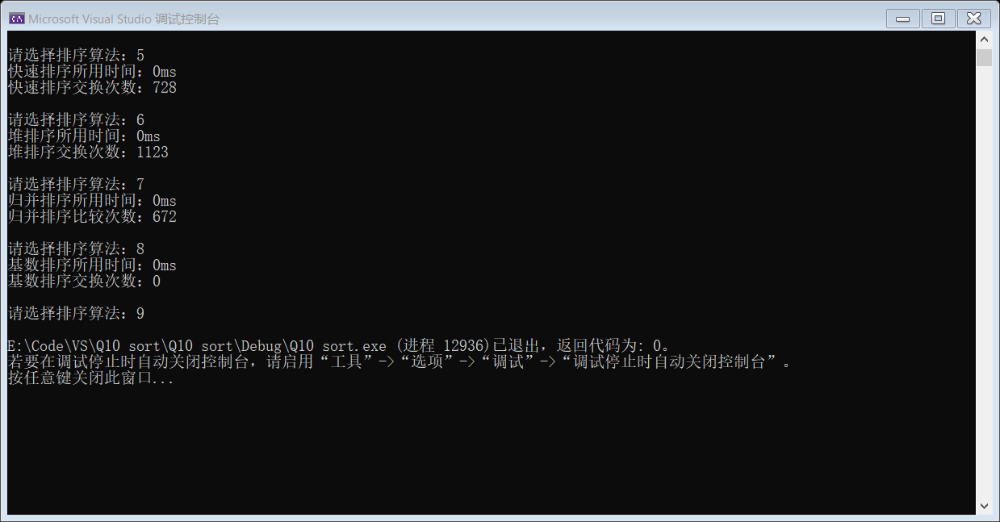 Microsoft Visual Studio 调试控制台
请选择排序算法：5
快速排序所用时间：0ms
快速排序交换次数：728
请选择排序算法：6
堆排序所用时间：0ms
堆排序交换次数：1123
请选择排序算法：7
归并排序所用时间：0ms
归并排序比较次数：672
请选择排序算法：8
基数排序所用时间：0ms
基数排序交换次数：0
请选择排序算法：9
E:\Code\VS\Q10 sort\Q10 sort\Debug\Q10 sort.exe (进程 12936)已退出，返回代码为: 0。
若要在调试停止时自动关闭控制台，请启用“工具”->“选项”->“调试”->“调试停止时自动关闭控制台”。
按任意键关闭此窗口...